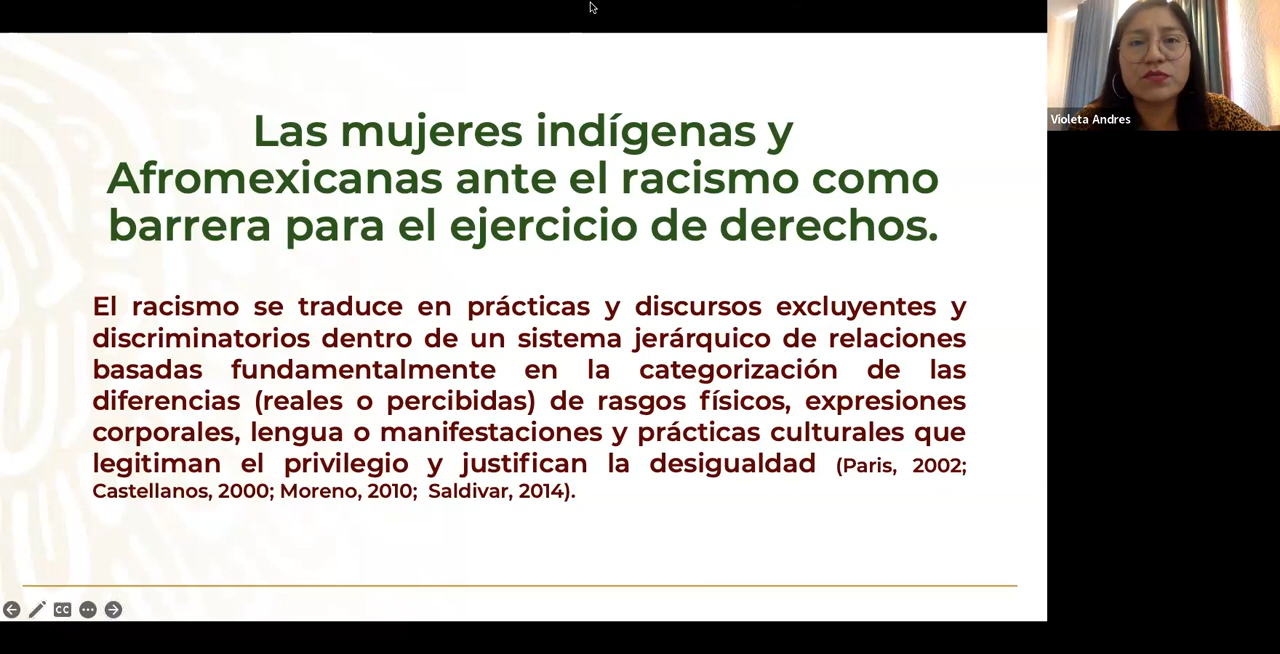 Las mujeres indígenas y
Afromexicanas ante el racismo como
barrera para el ejercicio de derechos.
El racismo se traduce en prácticas y discursos excluyentes y
discriminatorios dentro de un sistema jerárquico de relaciones
basadas fundamentalmente en la categorización de las
diferencias (reales o percibidas) de rasgos físicos, expresiones
corporales, lengua o manifestaciones y prácticas culturales que
legitiman el privilegio y justifican la desigualdad (Paris, 2002;
Castellanos, 2000; Moreno, 2010; Saldivar, 2014).
Violeta Andres
CC